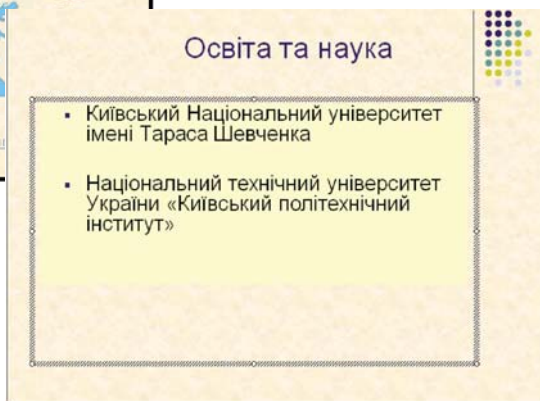 Освіта та наука
▪ Київський Національний університет
імені Тараса Шевченка
▪ Національний технічний університет
України «Київський політехнічний
інститут»